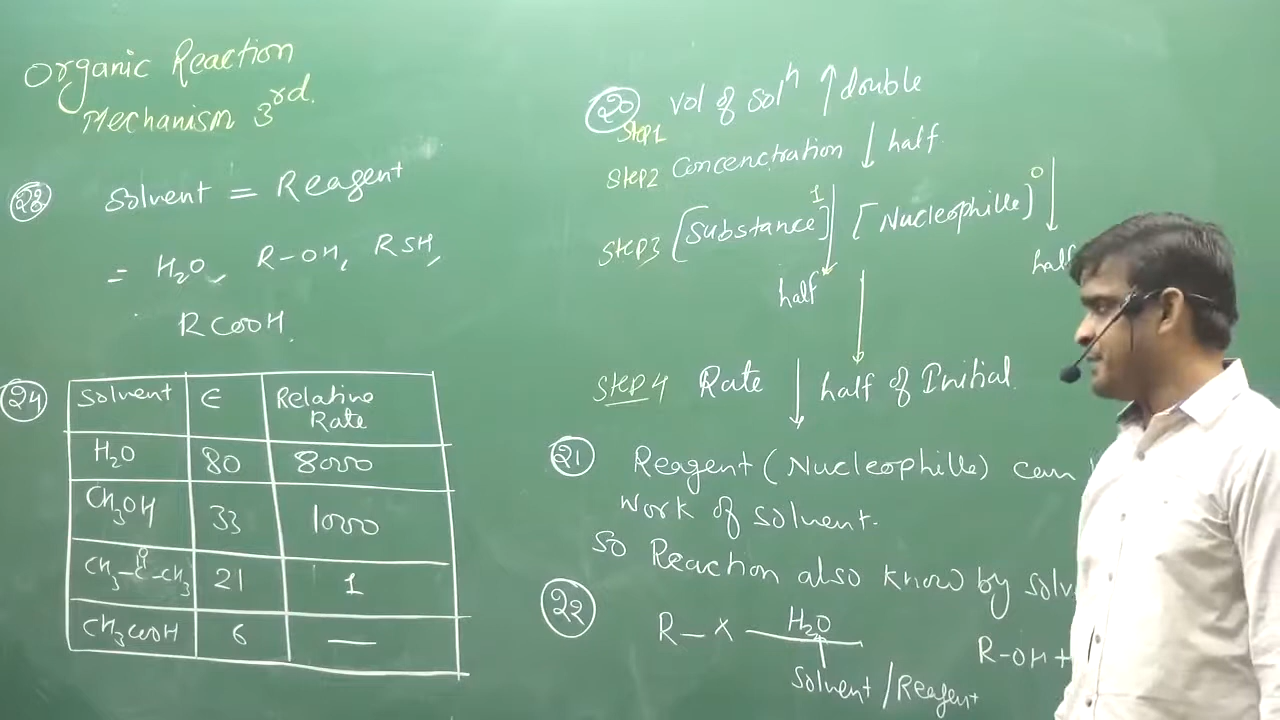 Organic Reaction
Mechanism 3rd.
23 Solvent = Reagent
= H2O, R-OH, RSH,
RCOOH.
24
Solvent ∈ Relative Rate
H2O 80 8000
CH3OH 33 1000
CH3-C-CH3 21 1
O
CH3COOH 6 —
20 Vol of solⁿ ↑ double
Step1
Step2 Concenctration ↓ half
Step3 [Substance]1 ↓ [Nucleophille]0 ↓
half half
↓
Step4 Rate ↓ half of Initial.
21 Reagent (Nucleophille) can
work of solvent.
So Reaction also know by solv
22 R-X H2O R-OH +
↑
Solvent/Reagent